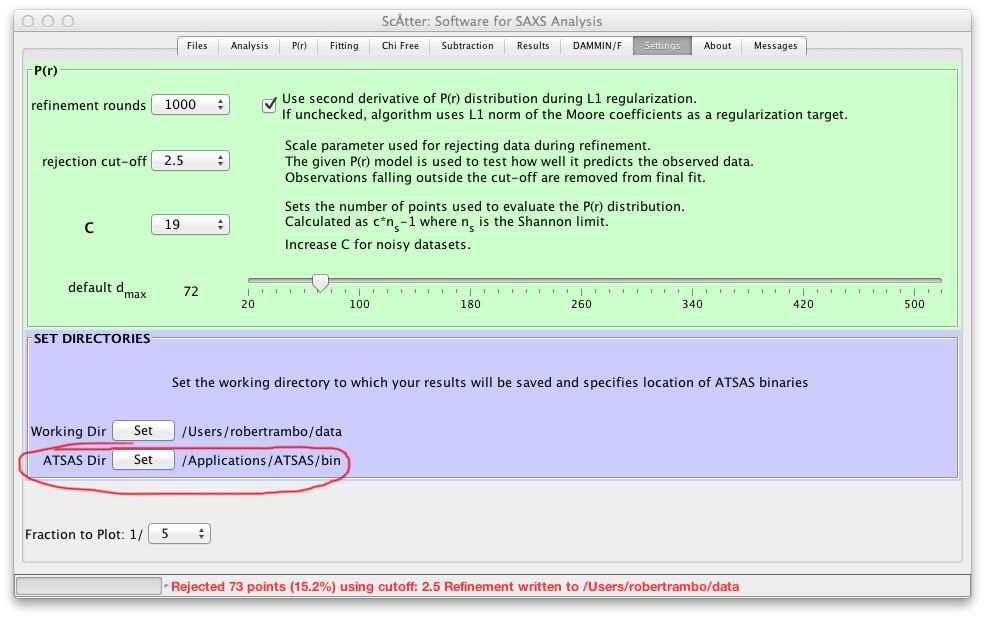 ScÅtter: Software for SAXS Analysis
Files Analysis P(r) Fitting Chi Free Subtraction Results DAMMIN/F Settings About Messages
P(r)
refinement rounds 1000
Use second derivative of P(r) distribution during L1 regularization.
If unchecked, algorithm uses L1 norm of the Moore coefficients as a regularization target.
rejection cut-off 2.5
Scale parameter used for rejecting data during refinement.
The given P(r) model is used to test how well it predicts the observed data.
Observations falling outside the cut-off are removed from final fit.
C 19
Sets the number of points used to evaluate the P(r) distribution.
Calculated as c*ns-1 where ns is the Shannon limit.
Increase C for noisy datasets.
default dmax 72
20 100 180 260 340 420 500
SET DIRECTORIES
Set the working directory to which your results will be saved and specifies location of ATSAS binaries
Working Dir Set /Users/robertrambo/data
ATSAS Dir Set /Applications/ATSAS/bin
Fraction to Plot: 1/ 5
Rejected 73 points (15.2%) using cutoff: 2.5 Refinement written to /Users/robertrambo/data